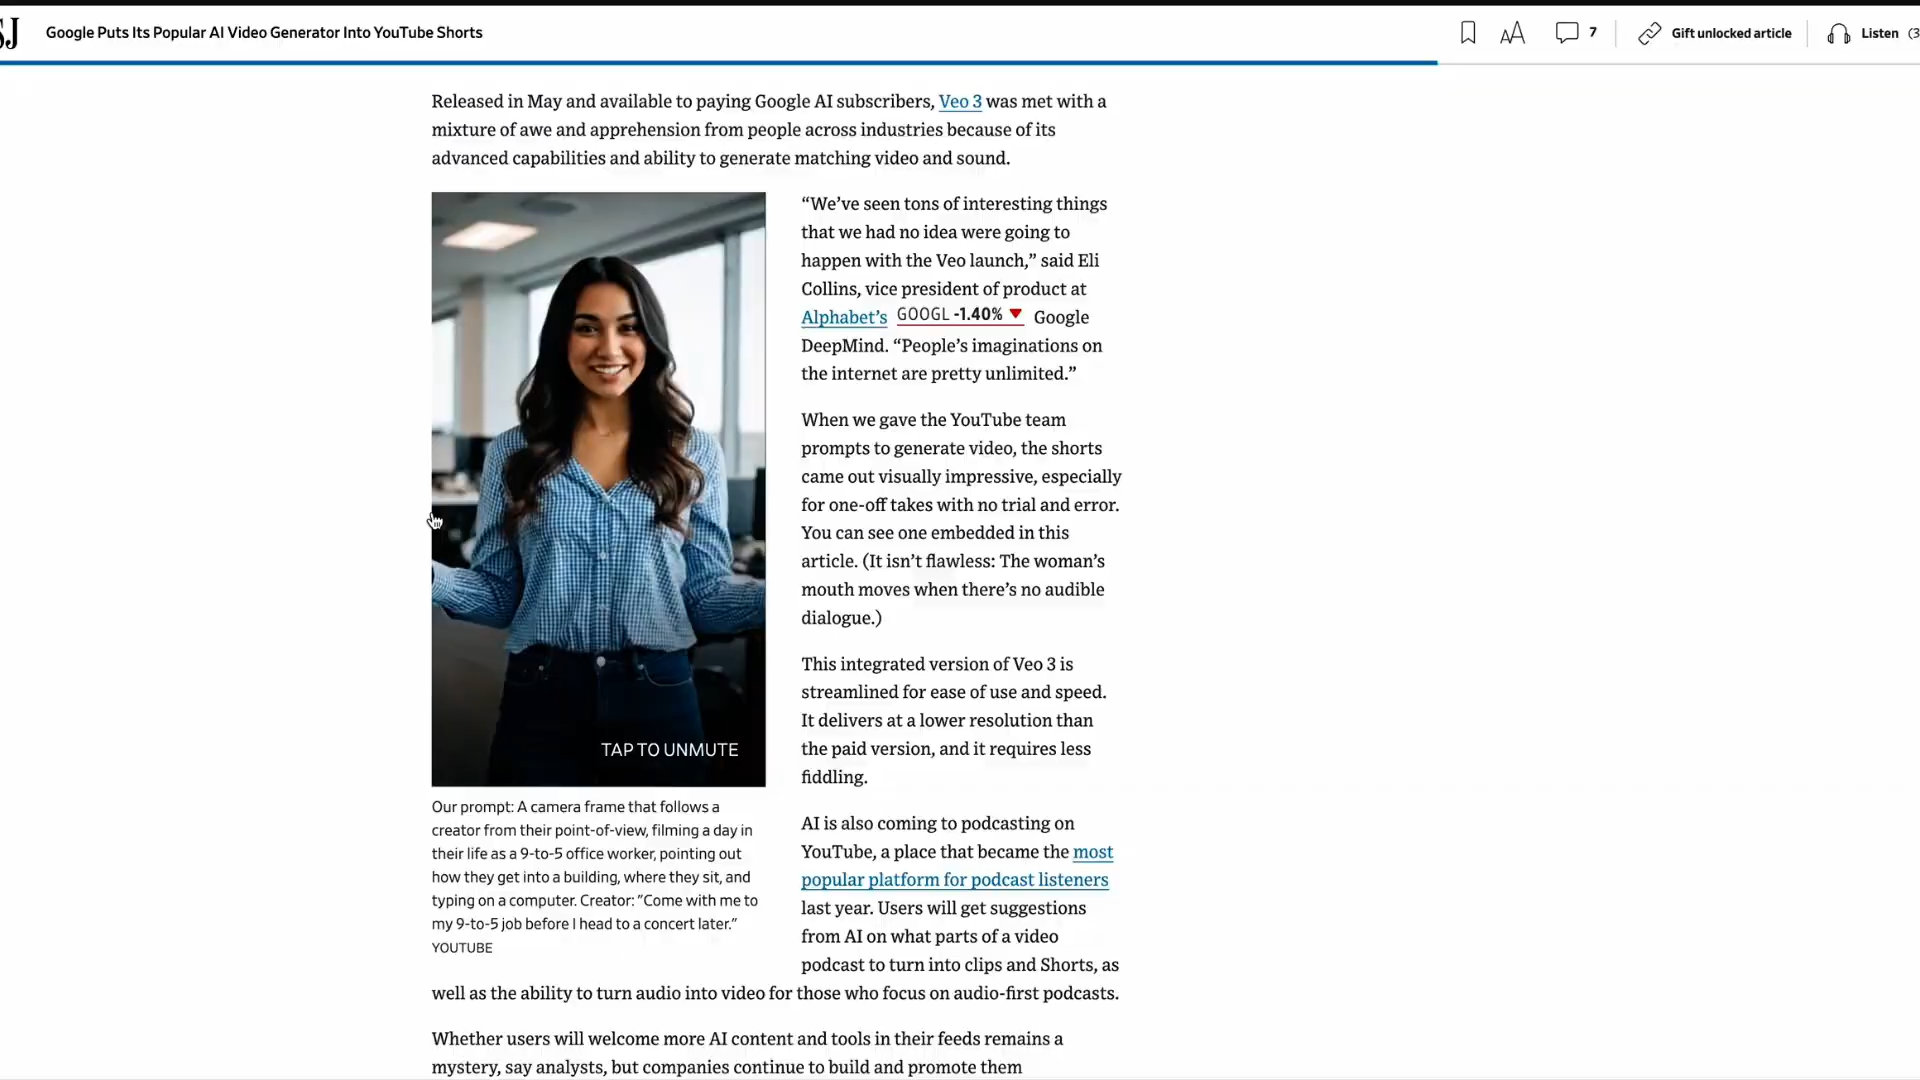 SJ
Google Puts Its Popular AI Video Generator Into YouTube Shorts
7
Gift unlocked article
Listen (3
Released in May and available to paying Google AI subscribers, Veo 3 was met with a
mixture of awe and apprehension from people across industries because of its
advanced capabilities and ability to generate matching video and sound.
TAP TO UNMUTE
Our prompt: A camera frame that follows a
creator from their point-of-view, filming a day in
their life as a 9-to-5 office worker, pointing out
how they get into a building, where they sit, and
typing on a computer. Creator: "Come with me to
my 9-to-5 job before I head to a concert later."
YOUTUBE
“We’ve seen tons of interesting things
that we had no idea were going to
happen with the Veo launch,” said Eli
Collins, vice president of product at
Alphabet’s GOOGL -1.40% Google
DeepMind. “People’s imaginations on
the internet are pretty unlimited.”
When we gave the YouTube team
prompts to generate video, the shorts
came out visually impressive, especially
for one-off takes with no trial and error.
You can see one embedded in this
article. (It isn’t flawless: The woman’s
mouth moves when there’s no audible
dialogue.)
This integrated version of Veo 3 is
streamlined for ease of use and speed.
It delivers at a lower resolution than
the paid version, and it requires less
fiddling.
AI is also coming to podcasting on
YouTube, a place that became the most
popular platform for podcast listeners
last year. Users will get suggestions
from AI on what parts of a video
podcast to turn into clips and Shorts, as
well as the ability to turn audio into video for those who focus on audio-first podcasts.
Whether users will welcome more AI content and tools in their feeds remains a
mystery, say analysts, but companies continue to build and promote them